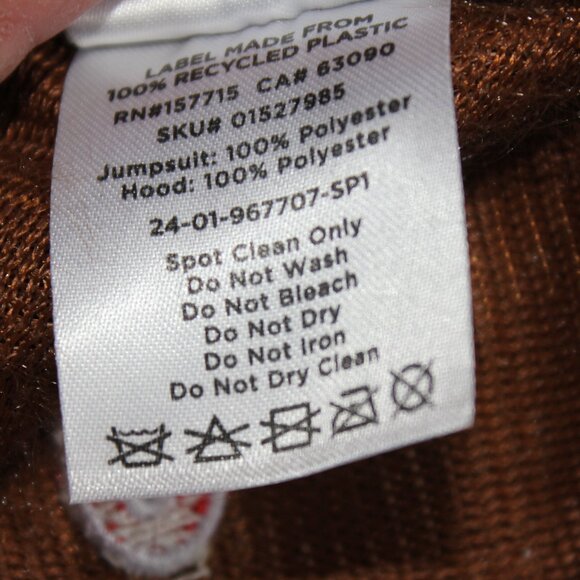 LABEL MADE FROM
100% RECYCLED PLASTIC
RN#157715 CA# 63090
SKU# 01527985
Jumpsuit: 100% Polyester
Hood: 100% Polyester
24-01-967707-SP1
Spot Clean Only
Do Not Wash
Do Not Bleach
Do Not Dry
Do Not Iron
Do Not Dry Clean